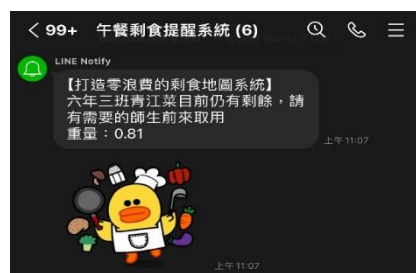 99+ 午餐剩食提醒系統 (6)
LINE Notify
【打造零浪費的剩食地圖系統】
六年三班青江菜目前仍有剩餘，請
有需要的師生前來取用
重量：0.81
上午 11:07
上午 11:07